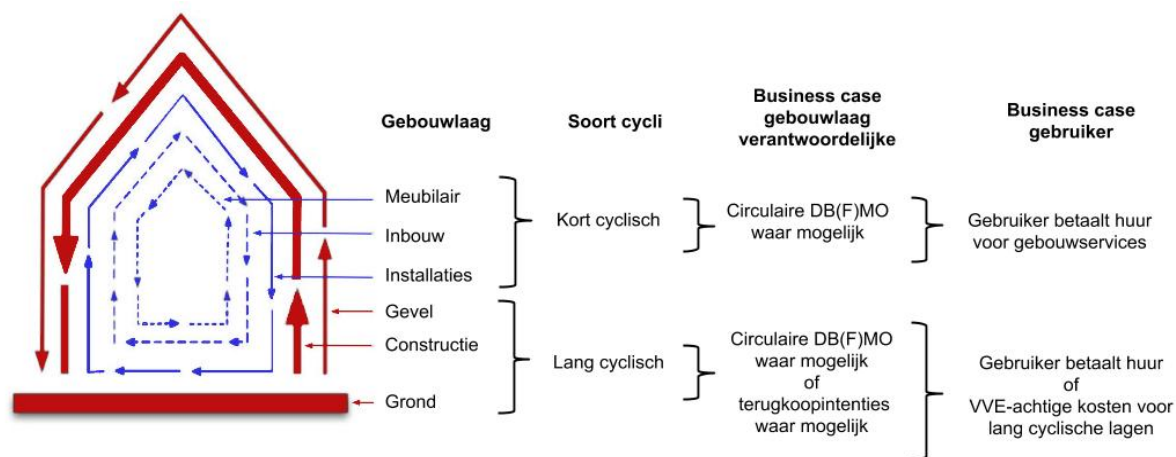 Gebouwlaag
Soort cycli
Business case
gebouwlaag
verantwoordelijke
Business case
gebruiker
Meubilair
Inbouw
Installaties
Kort cyclisch
Circulaire DB(F)MO
waar mogelijk
Gebruiker betaalt huur
voor gebouwservices
Gevel
Constructie
Grond
Lang cyclisch
Circulaire DB(F)MO
waar mogelijk
of
terugkoopintenties
waar mogelijk
Gebruiker betaalt huur
of
VVE-achtige kosten voor
lang cyclische lagen